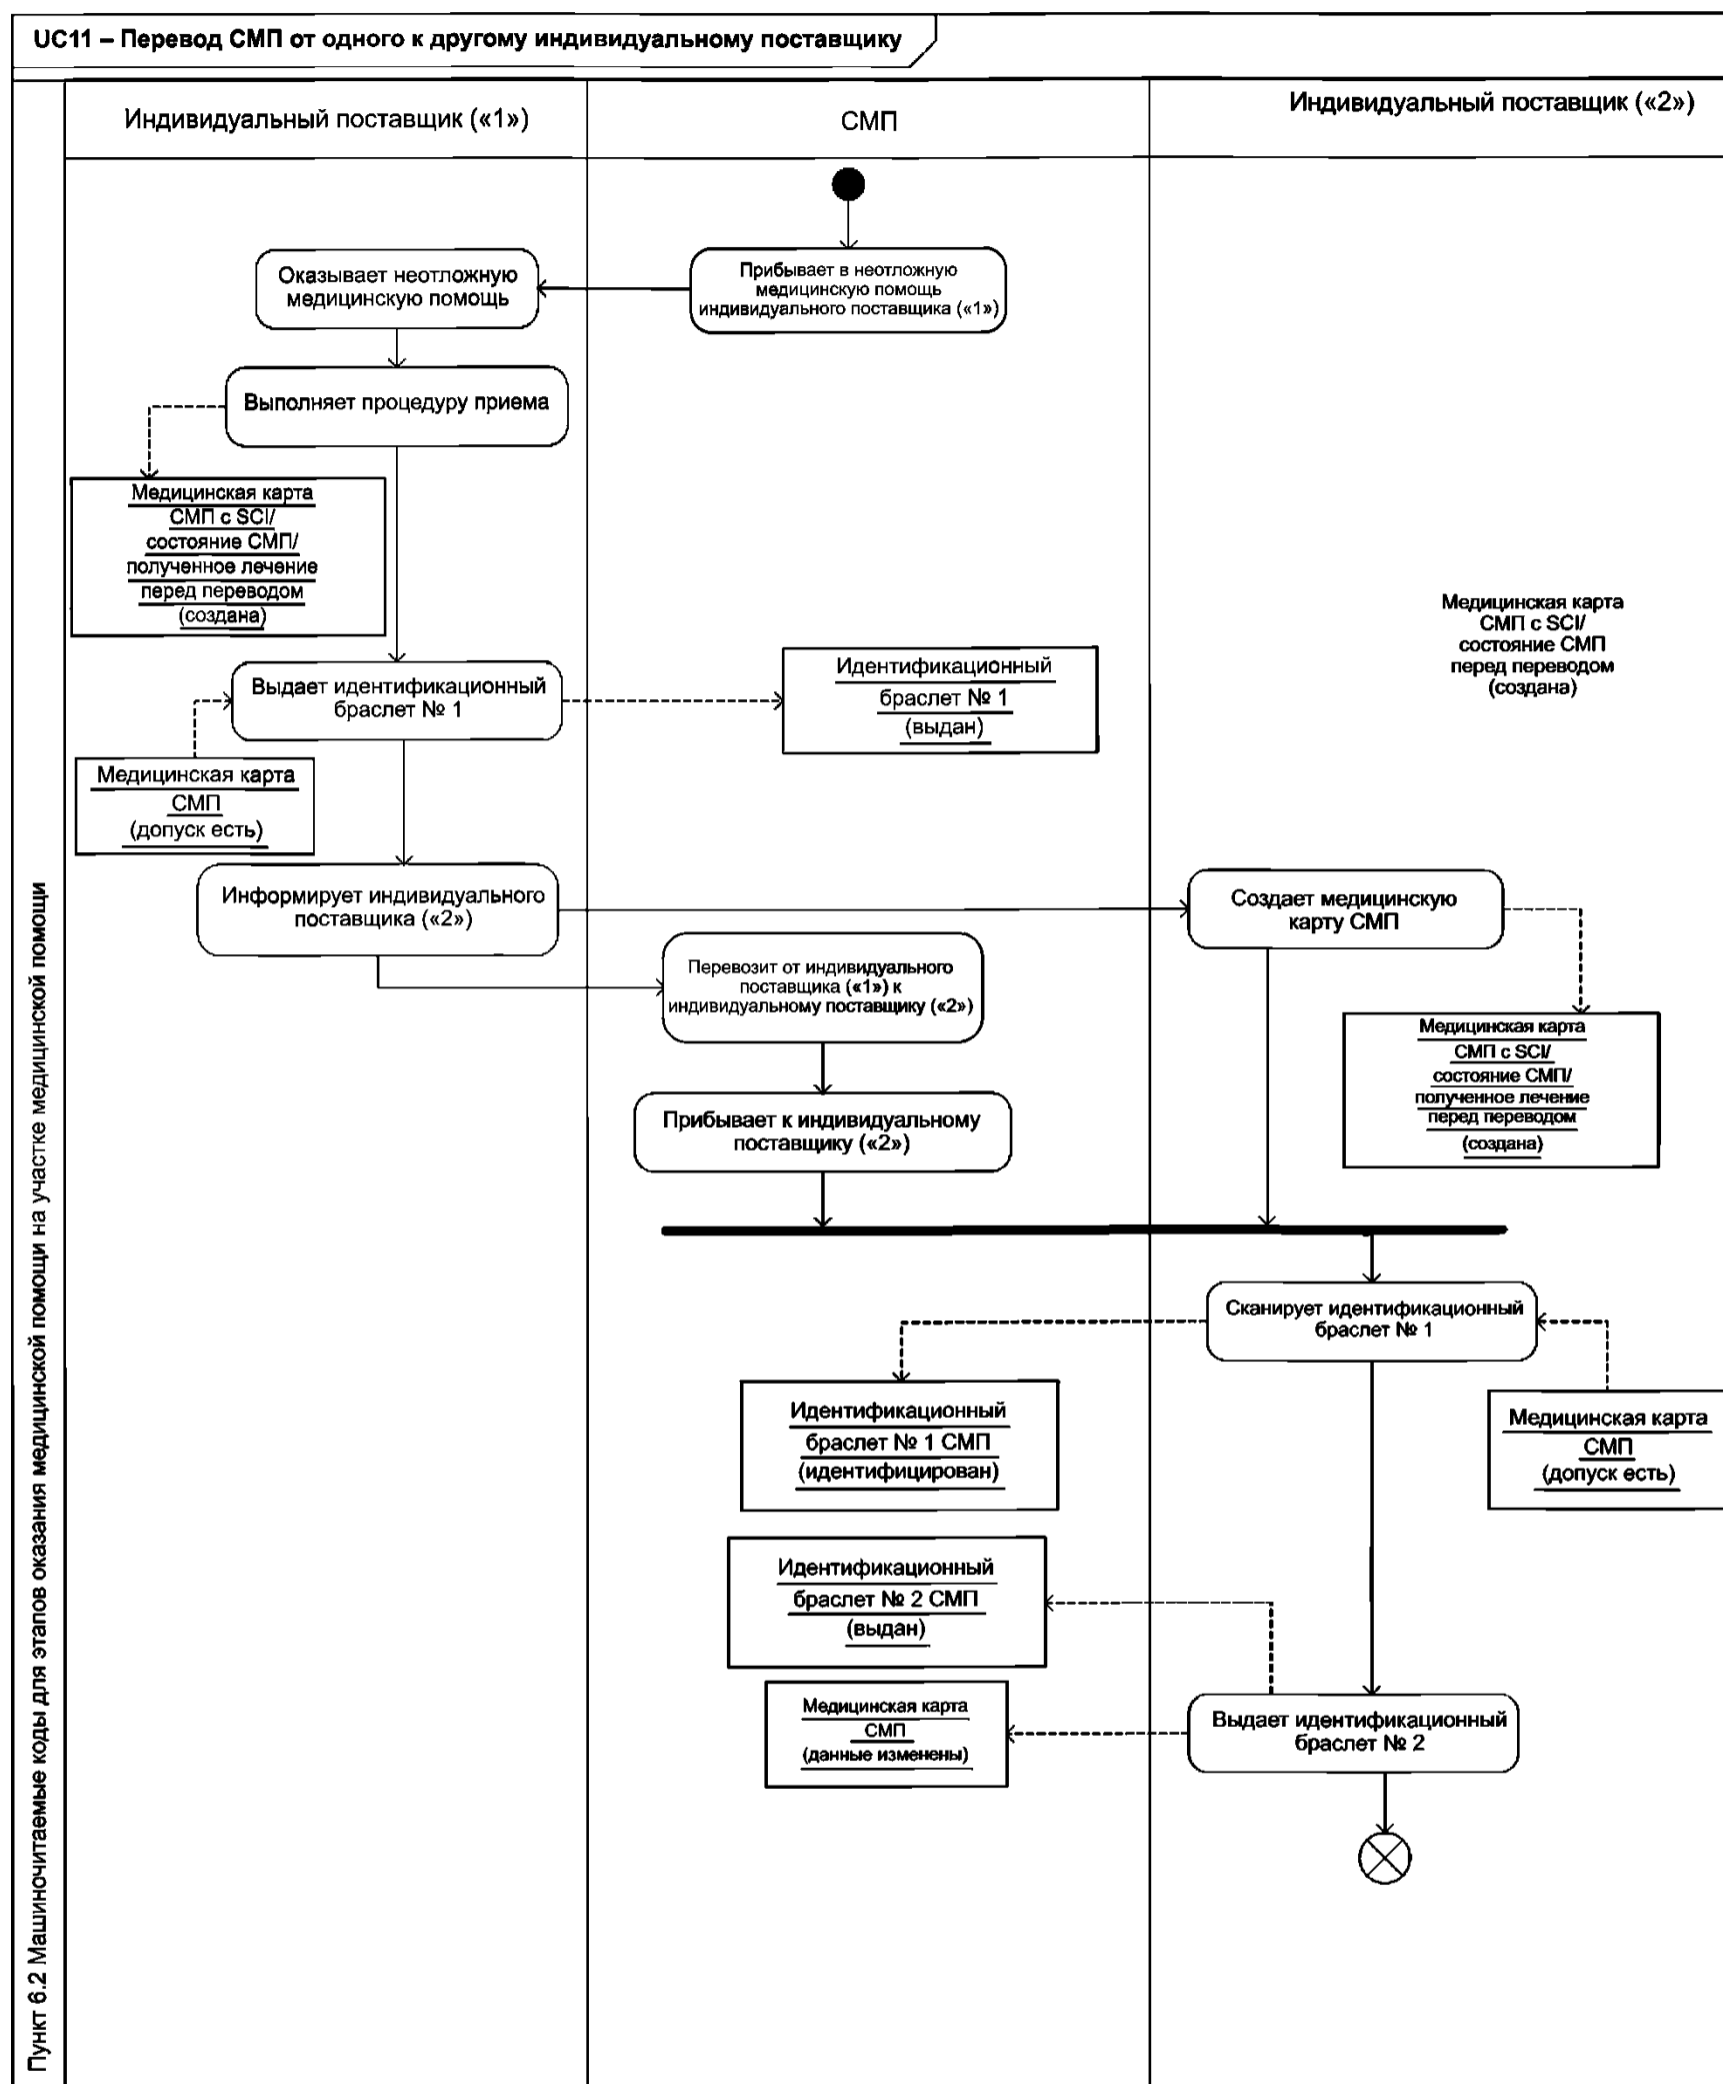 UC11 – Перевод СМП от одного к другому индивидуальному поставщику
Индивидуальный поставщик («1»)
СМП
Индивидуальный поставщик («2»)
Прибывает в неотложную
медицинскую помощь
индивидуального поставщика («1»)
Оказывает неотложную
медицинскую помощь
Выполняет процедуру приема
Медицинская карта
СМП с SCI/
состояние СМП/
полученное лечение
перед переводом
(создана)
Медицинская карта
СМП с SCI/
состояние СМП
перед переводом
(создана)
Выдает идентификационный
браслет № 1
Идентификационный
браслет № 1
(выдан)
Медицинская карта
СМП
(допуск есть)
Информирует индивидуального
поставщика («2»)
Создает медицинскую
карту СМП
Перевозит от индивидуального
поставщика («1») к
индивидуальному поставщику («2»)
Медицинская карта
СМП с SCI/
состояние СМП/
полученное лечение
перед переводом
(создана)
Прибывает к индивидуальному
поставщику («2»)
Сканирует идентификационный
браслет № 1
Идентификационный
браслет № 1 СМП
(идентифицирован)
Медицинская карта
СМП
(допуск есть)
Идентификационный
браслет № 2 СМП
(выдан)
Медицинская карта
СМП
(данные изменены)
Выдает идентификационный
браслет № 2
Пункт 6.2 Машиночитаемые коды для этапов оказания медицинской помощи на участке медицинской помощи